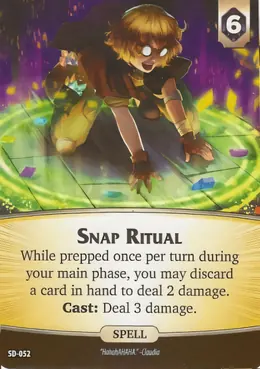 6
SNAP RITUAL
While prepped once per turn during
your main phase, you may discard
a card in hand to deal 2 damage.
Cast: Deal 3 damage.
SPELL
SD-052
"HahahAHAHA." -Claudia